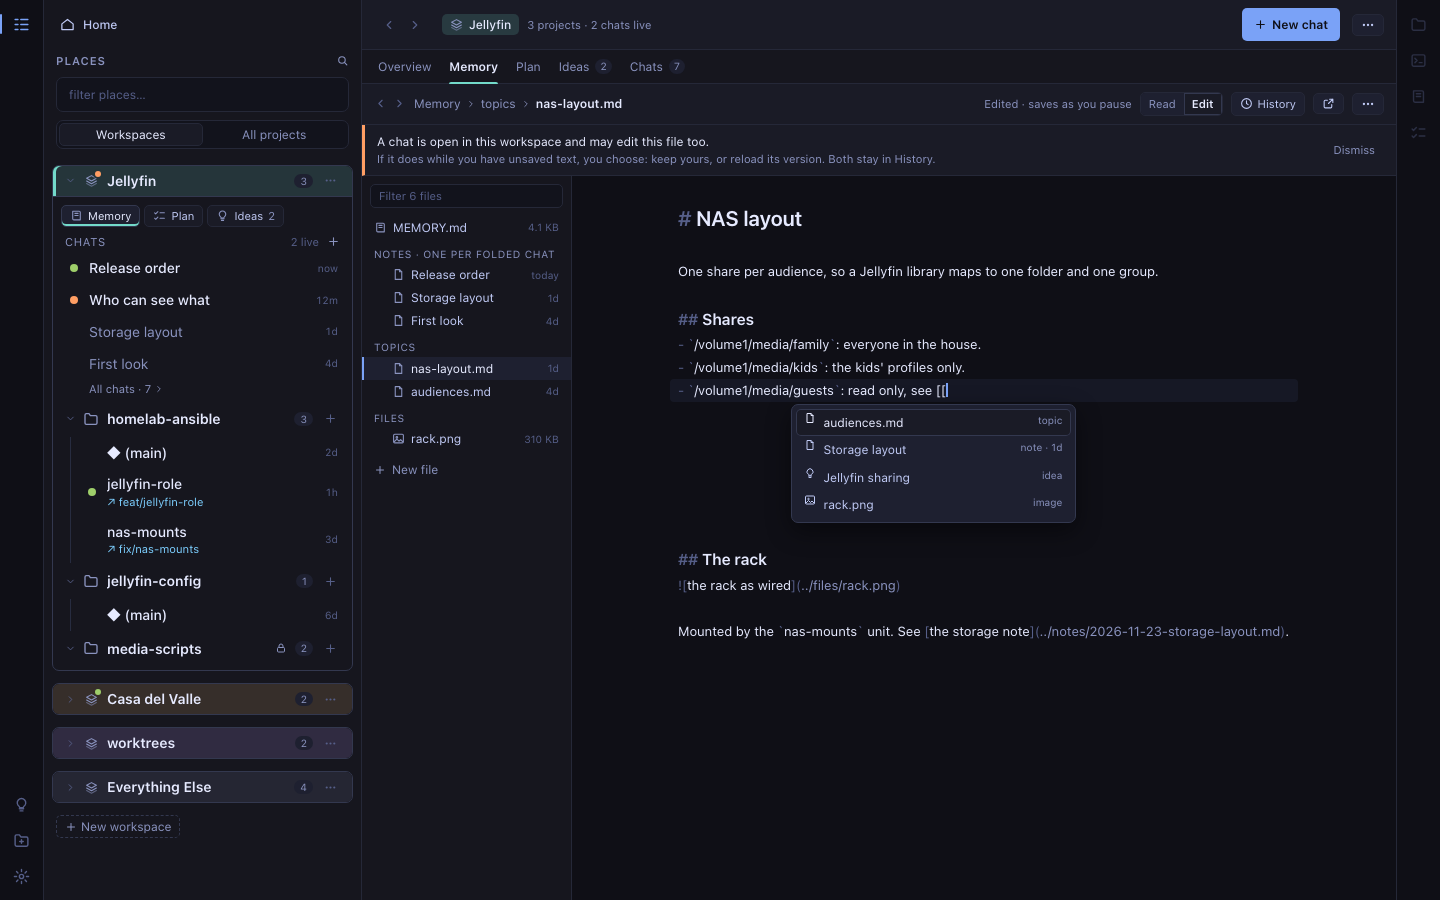 Home
PLACES
filter places...
Workspaces
All projects
Jellyfin
3
Memory
Plan
Ideas 2
CHATS
2 live
Release order
now
Who can see what
12m
Storage layout
1d
First look
4d
All chats · 7
homelab-ansible
3
(main)
2d
jellyfin-role
1h
↗ feat/jellyfin-role
nas-mounts
3d
↗ fix/nas-mounts
jellyfin-config
1
(main)
6d
media-scripts
2
Casa del Valle
2
worktrees
2
Everything Else
4
+ New workspace
Jellyfin
3 projects · 2 chats live
+ New chat
Overview
Memory
Plan
Ideas 2
Chats 7
Memory › topics › nas-layout.md
Edited · saves as you pause
Read
Edit
History
A chat is open in this workspace and may edit this file too.
If it does while you have unsaved text, you choose: keep yours, or reload its version. Both stay in History.
Dismiss
Filter 6 files
MEMORY.md
4.1 KB
NOTES · ONE PER FOLDED CHAT
Release order
today
Storage layout
1d
First look
4d
TOPICS
nas-layout.md
1d
audiences.md
4d
FILES
rack.png
310 KB
+ New file
# NAS layout
One share per audience, so a Jellyfin library maps to one folder and one group.
## Shares
- `/volume1/media/family`: everyone in the house.
- `/volume1/media/kids`: the kids' profiles only.
- `/volume1/media/guests`: read only, see [[
audiences.md
topic
Storage layout
note · 1d
Jellyfin sharing
idea
rack.png
image
## The rack
![the rack as wired](../files/rack.png)
Mounted by the `nas-mounts` unit. See [the storage note](../notes/2026-11-23-storage-layout.md).